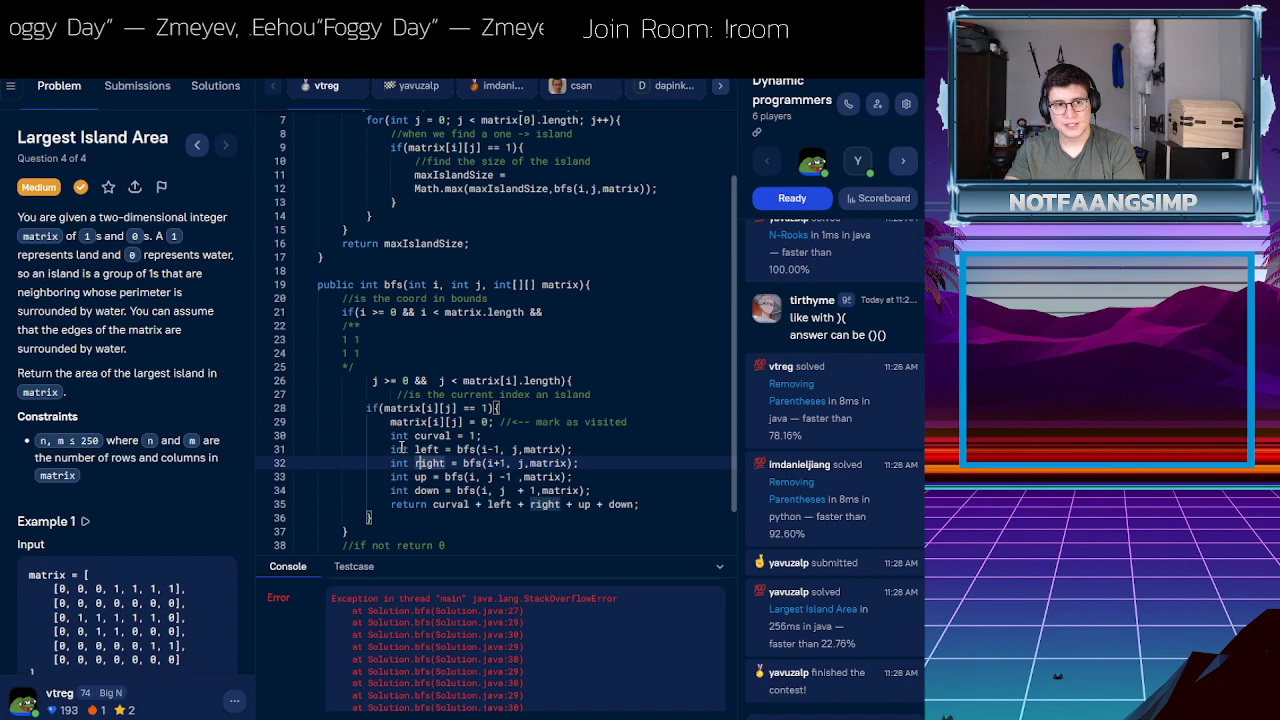 oggy Day” — Zmeyev, .Eehou“Foggy Day” — Zmeye
Join Room: !room
Problem
Submissions
Solutions
Largest Island Area
Question 4 of 4
Medium
You are given a two-dimensional integer
matrix of 1s and 0s. A 1
represents land and 0 represents water,
so an island is a group of 1s that are
neighboring whose perimeter is
surrounded by water. You can assume
that the edges of the matrix are
surrounded by water.
Return the area of the largest island in
matrix.
Constraints
n, m ≤ 250 where n and m are
the number of rows and columns in
matrix
Example 1
Input
matrix = [
[0, 0, 0, 1, 1, 1, 1],
[0, 0, 0, 0, 0, 0, 0],
[0, 1, 1, 1, 1, 1, 0],
[0, 0, 1, 1, 0, 0, 0],
[0, 0, 0, 0, 0, 1, 1],
[0, 0, 0, 0, 0, 0, 0]
vtreg 74 Big N
193 1 2
vtreg
yavuzalp
imdani...
csan
D dapink...
7 for(int j = 0; j < matrix[0].length; j++){
8 //when we find a one -> island
9 if(matrix[i][j] == 1){
10 //find the size of the island
11 maxIslandSize =
12 Math.max(maxIslandSize,bfs(i,j,matrix));
13 }
14 }
15 }
16 return maxIslandSize;
17 }
18
19 public int bfs(int i, int j, int[][] matrix){
20 //is the coord in bounds
21 if(i >= 0 && i < matrix.length &&
22 /**
23 1 1
24 1 1
25 */
26 j >= 0 && j < matrix[i].length){
27 //is the current index an island
28 if(matrix[i][j] == 1){
29 matrix[i][j] = 0; //<-- mark as visited
30 int curval = 1;
31 int left = bfs(i-1, j,matrix);
32 int right = bfs(i+1, j,matrix);
33 int up = bfs(i, j -1 ,matrix);
34 int down = bfs(i, j + 1,matrix);
35 return curval + left + right + up + down;
36 }
37 }
38 //if not return 0
Console
Testcase
Error
Exception in thread "main" java.lang.StackOverflowError
at Solution.bfs(Solution.java:27)
at Solution.bfs(Solution.java:29)
at Solution.bfs(Solution.java:30)
at Solution.bfs(Solution.java:29)
at Solution.bfs(Solution.java:30)
at Solution.bfs(Solution.java:29)
at Solution.bfs(Solution.java:30)
at Solution.bfs(Solution.java:29)
at Solution.bfs(Solution.java:30)
Dynamic
programmers
6 players
Y
Ready
Scoreboard
yavuzalp solved
N-Rooks in 1ms in java
— faster than
100.00%
tirthyme Today at 11:2...
like with )(
answer can be ()()
vtreg solved 11:26 AM
Removing
Parentheses in 8ms in
java — faster than
78.16%
imdanieljiang solved 11:26 AM
Removing
Parentheses in 8ms in
python — faster than
92.60%
yavuzalp submitted 11:28 AM
yavuzalp solved 11:28 AM
Largest Island Area in
256ms in java —
faster than 22.76%
yavuzalp finished the 11:28 AM
contest!
NOTFAANGSIMP